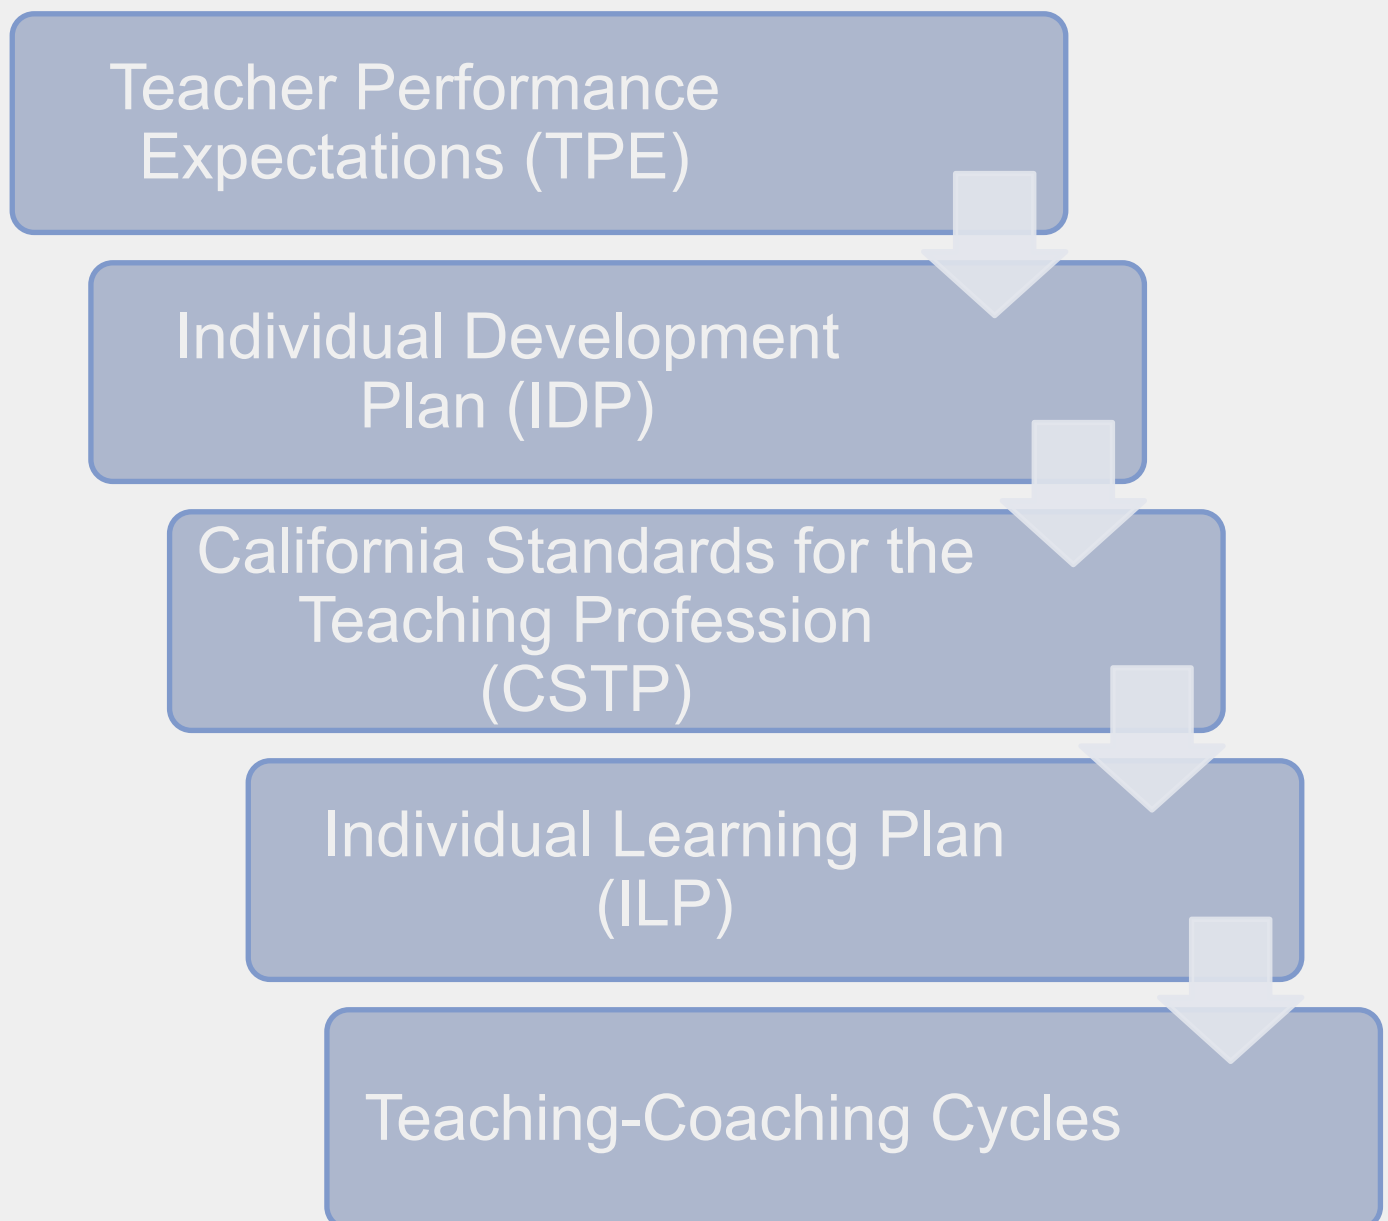 Teacher Performance
Expectations (TPE)
Individual Development
Plan (IDP)
California Standards for the
Teaching Profession
(CSTP)
Individual Learning Plan
(ILP)
Teaching-Coaching Cycles